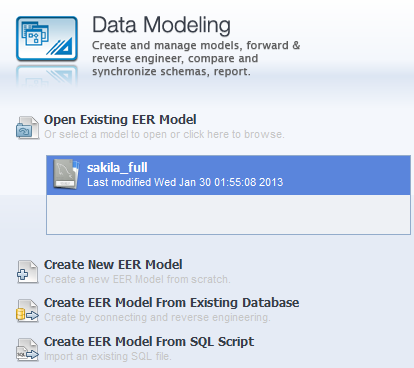 Data Modeling
Create and manage models, forward &
reverse engineer, compare and
synchronize schemas, report.
Open Existing EER Model
Or select a model to open or click here to browse.
sakila_full
Last modified Wed Jan 30 01:55:08 2013
Create New EER Model
Create a new EER Model from scratch.
Create EER Model From Existing Database
Create by connecting and reverse engineering.
SQL
Create EER Model From SQL Script
Import an existing SQL file.